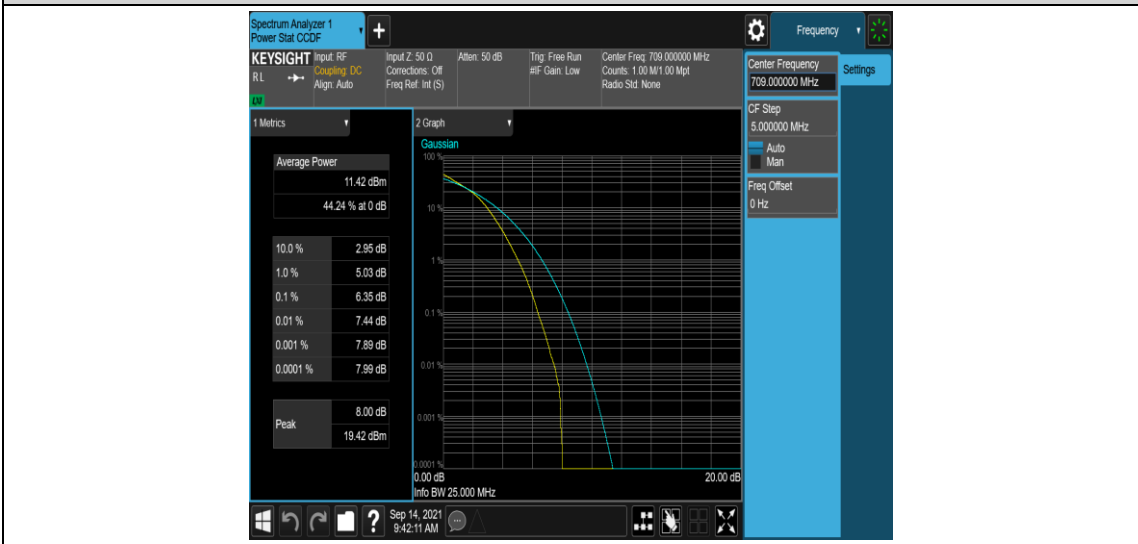 Spectrum Analyzer 1
Power Stat CCDF
+
Frequency
KEYSIGHT
RL
LXI
Input: RF
Coupling: DC
Align: Auto
Input Z: 50 Ω
Corrections: Off
Freq Ref: Int (S)
Atten: 50 dB
Trig: Free Run
#IF Gain: Low
Center Freq: 709.000000 MHz
Counts: 1.00 M/1.00 Mpt
Radio Std: None
Center Frequency
709.000000 MHz
Settings
CF Step
5.000000 MHz
Auto
Man
Freq Offset
0 Hz
1 Metrics
Average Power
11.42 dBm
44.24 % at 0 dB
10.0 % 2.95 dB
1.0 % 5.03 dB
0.1 % 6.35 dB
0.01 % 7.44 dB
0.001 % 7.89 dB
0.0001 % 7.99 dB
Peak
8.00 dB
19.42 dBm
2 Graph
Gaussian
100 %
10 %
1 %
0.1 %
0.01 %
0.001 %
0.0001 %
0.00 dB 20.00 dB
Info BW 25.000 MHz
?
Sep 14, 2021
9:42:11 AM